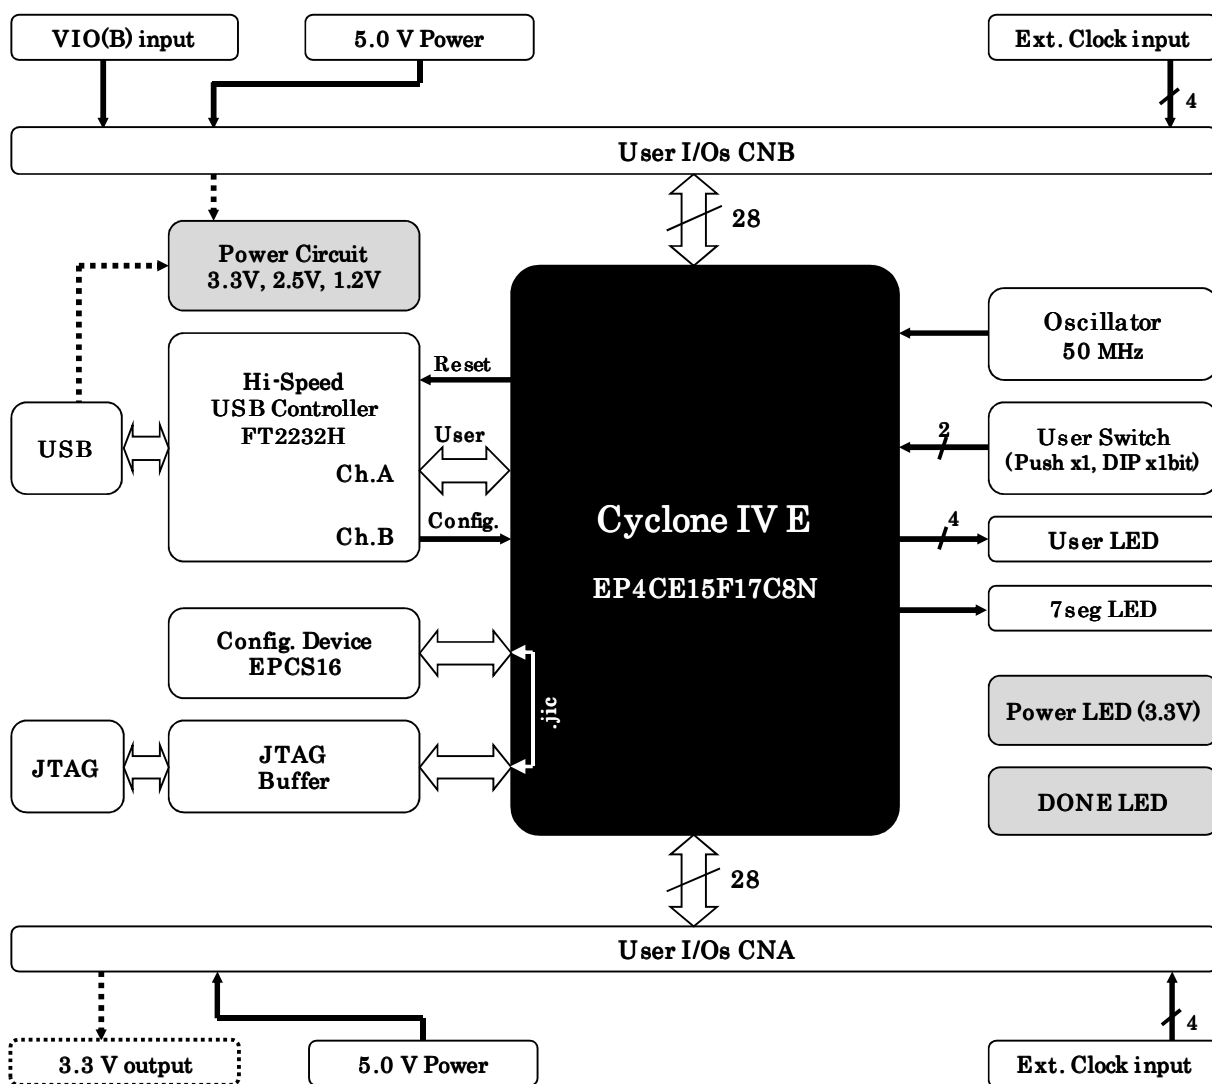 VIO(B) input
5.0 V Power
Ext. Clock input
4
User I/Os CNB
28
Power Circuit
3.3V, 2.5V, 1.2V
Oscillator
50 MHz
Hi-Speed
USB Controller
FT2232H
Reset
USB
User
2
User Switch
(Push x1, DIP x1bit)
Ch.A
Ch.B
Config.
Cyclone IV E
EP4CE15F17C8N
4
User LED
7seg LED
Config. Device
EPCS16
.jic
Power LED (3.3V)
JTAG
JTAG
Buffer
DONE LED
28
User I/Os CNA
4
3.3 V output
5.0 V Power
Ext. Clock input